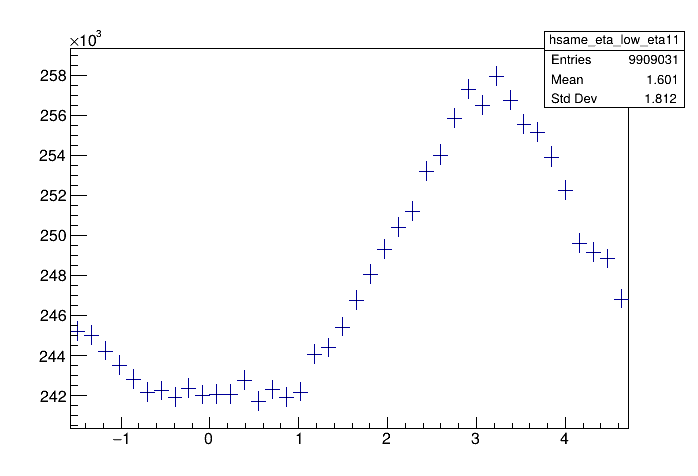 ×10³
hsame_eta_low_eta11
Entries 9909031
Mean 1.601
Std Dev 1.812
258
256
254
252
250
248
246
244
242
−1 0 1 2 3 4